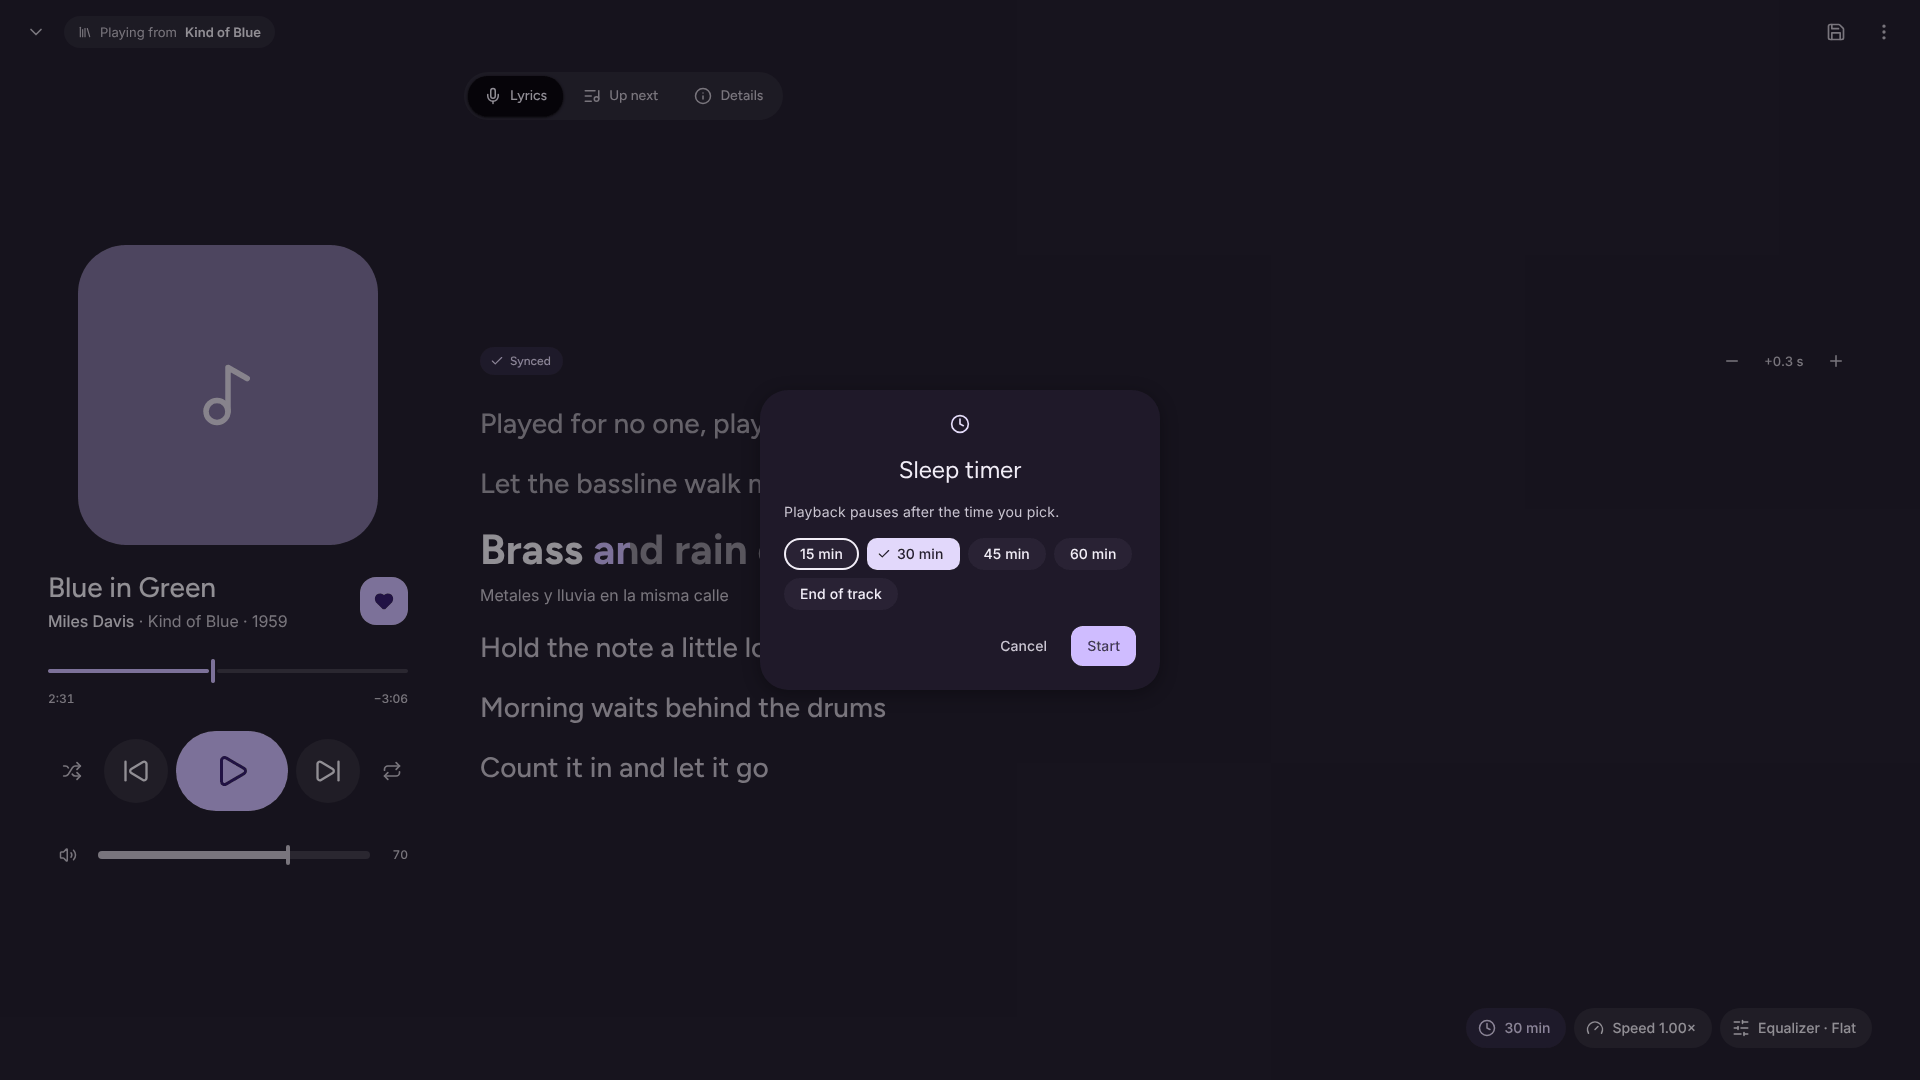 Playing from Kind of Blue
Lyrics
Up next
Details
Blue in Green
Miles Davis · Kind of Blue · 1959
2:31
−3:06
70
Synced
+0.3 s
Played for no one, play
Let the bassline walk
Brass and rain
Metales y lluvia en la misma calle
Hold the note a little
Morning waits behind the drums
Count it in and let it go
Sleep timer
Playback pauses after the time you pick.
15 min
30 min
45 min
60 min
End of track
Cancel
Start
30 min
Speed 1.00×
Equalizer · Flat